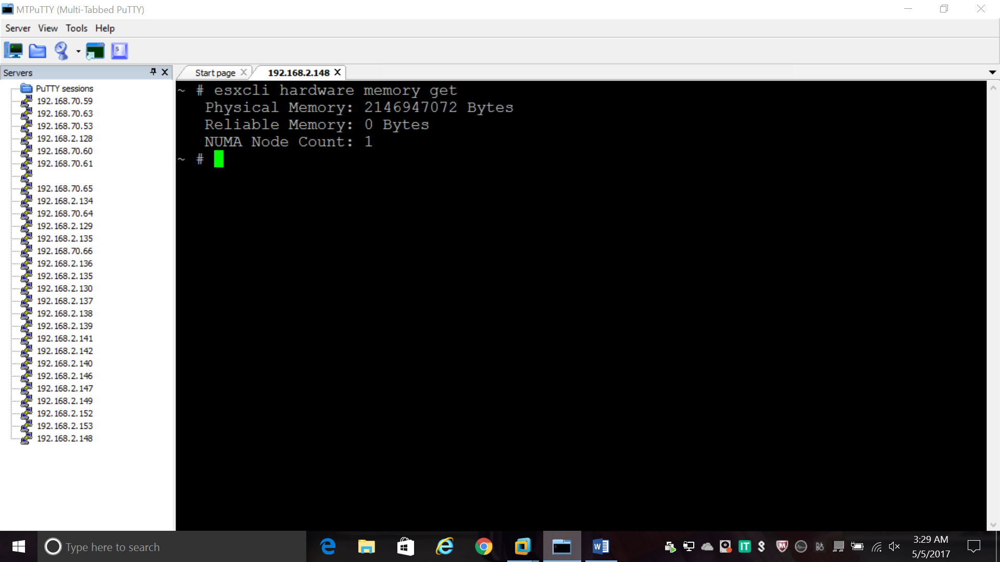 MTPuTTY (Multi-Tabbed PuTTY)
Server View Tools Help
Servers
Start page
192.168.2.148
PuTTY sessions
192.168.70.59
192.168.70.63
192.168.70.53
192.168.2.128
192.168.70.60
192.168.70.61
192.168.70.65
192.168.2.134
192.168.70.64
192.168.2.129
192.168.2.135
192.168.70.66
192.168.2.136
192.168.2.135
192.168.2.130
192.168.2.137
192.168.2.138
192.168.2.139
192.168.2.141
192.168.2.142
192.168.2.140
192.168.2.146
192.168.2.147
192.168.2.149
192.168.2.152
192.168.2.153
192.168.2.148
~ # esxcli hardware memory get
Physical Memory: 2146947072 Bytes
Reliable Memory: 0 Bytes
NUMA Node Count: 1
~ #
Type here to search
IT
3:29 AM
5/5/2017